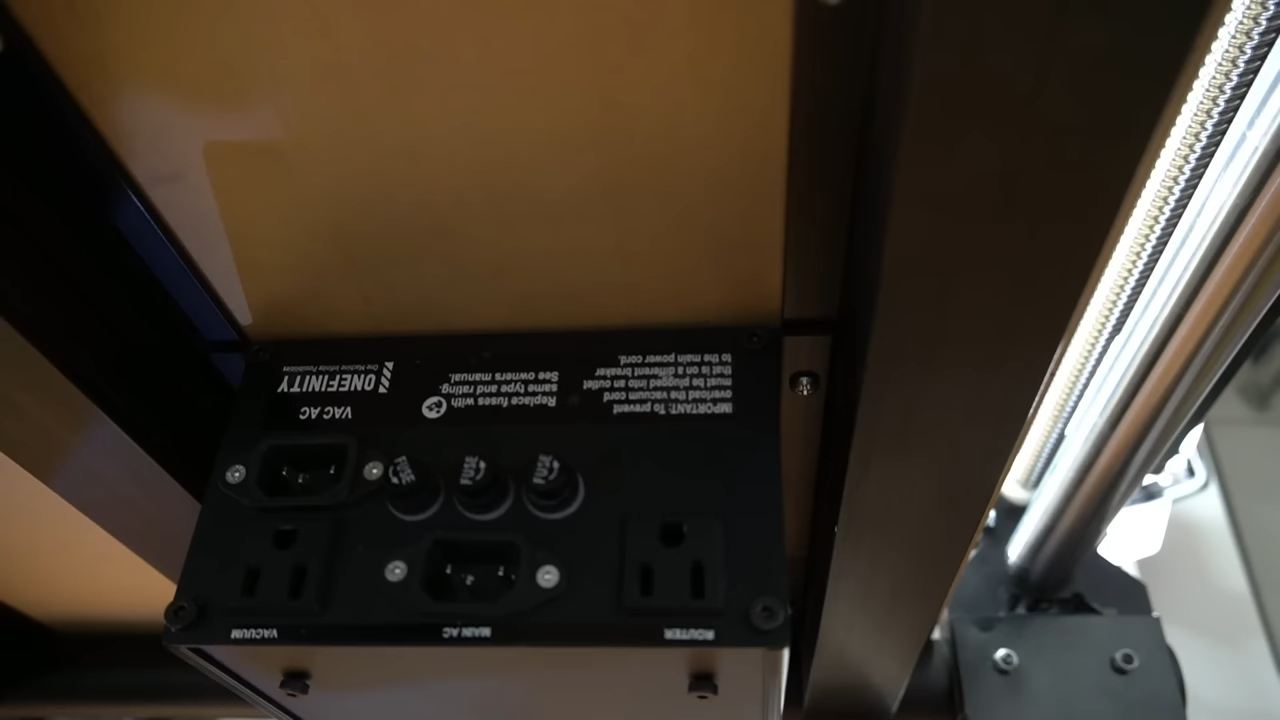 IMPORTANT: To prevent
overload the vacuum cord
must be plugged into an outlet
that is on a different breaker
to the main power cord.
Replace fuses with
same type and rating.
See owners manual.
VAC AC
ONEFINITY
One Machine Infinite Possibilities
FUSE
FUSE
FUSE
ROUTER
MAIN AC
VACUUM